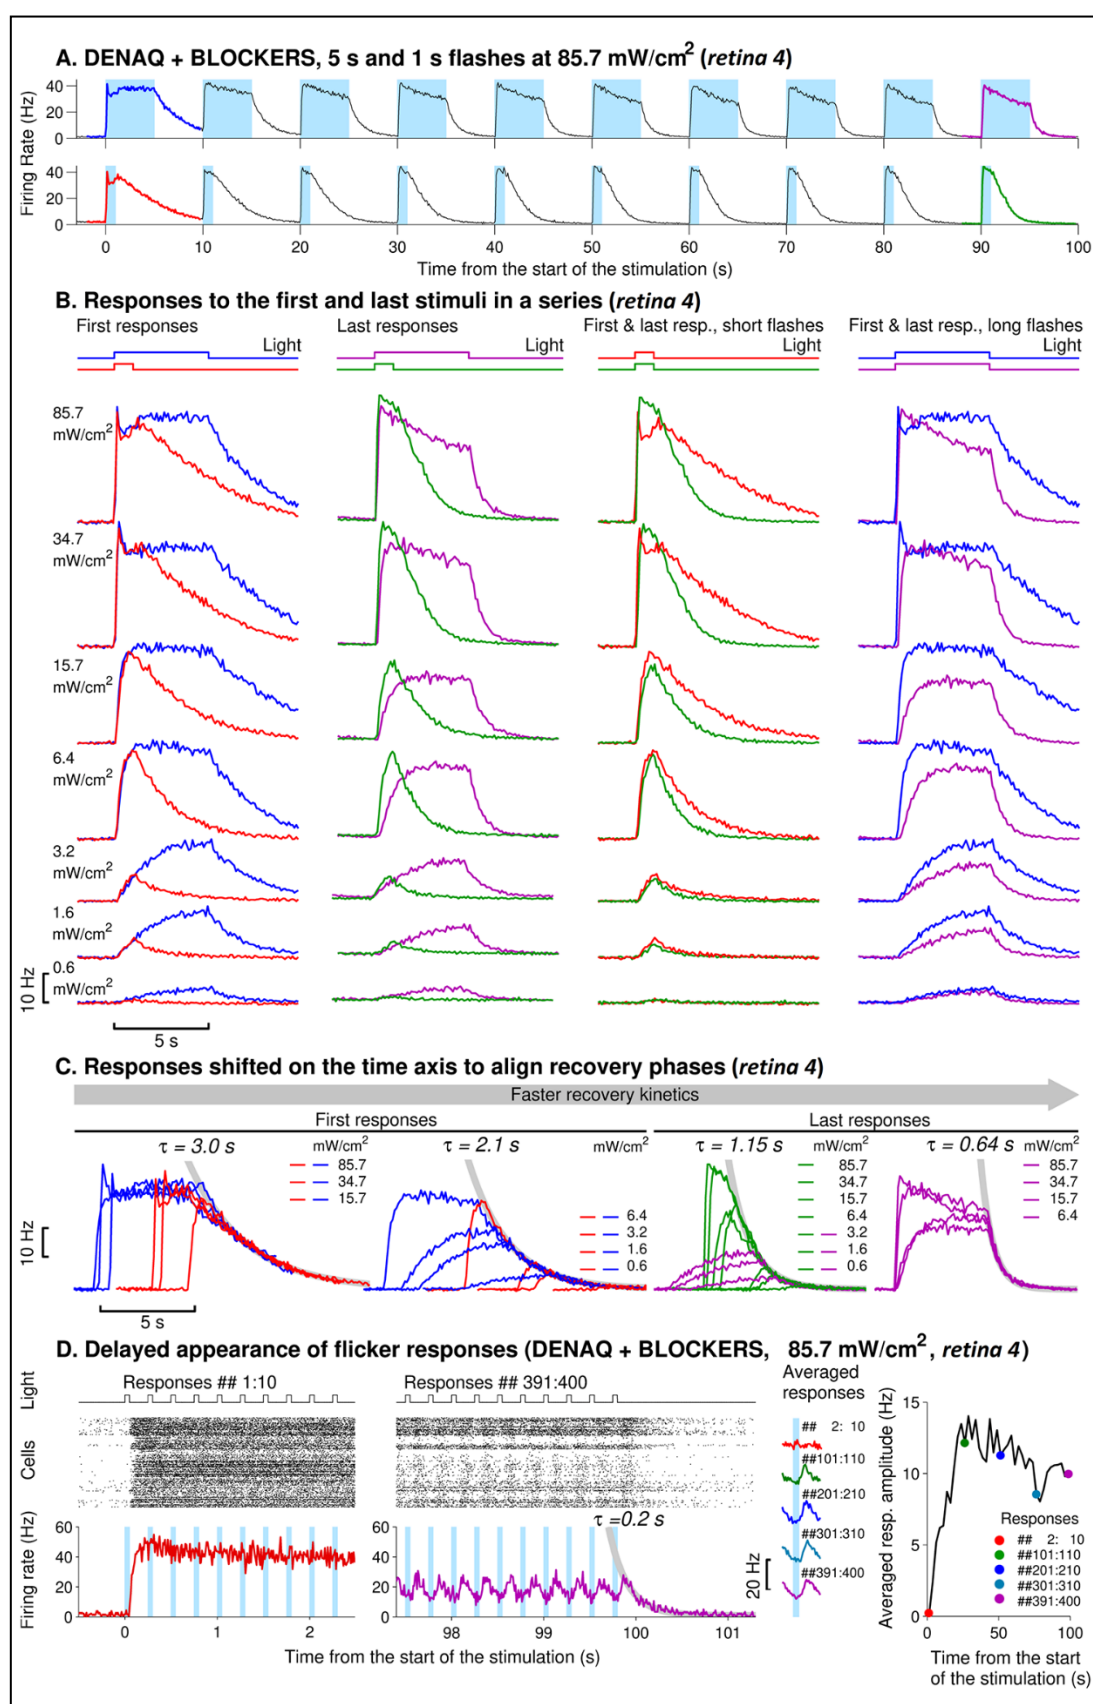 A. DENAQ + BLOCKERS, 5 s and 1 s flashes at 85.7 mW/cm2 (retina 4)
Firing Rate (Hz)
40
20
0
40
20
0
0 10 20 30 40 50 60 70 80 90 100
Time from the start of the stimulation (s)
B. Responses to the first and last stimuli in a series (retina 4)
First responses
Last responses
First & last resp., short flashes
First & last resp., long flashes
Light
Light
Light
Light
85.7
mW/cm2
34.7
mW/cm2
15.7
mW/cm2
6.4
mW/cm2
3.2
mW/cm2
1.6
mW/cm2
0.6
mW/cm2
10 Hz
5 s
C. Responses shifted on the time axis to align recovery phases (retina 4)
Faster recovery kinetics
First responses
Last responses
τ = 3.0 s
mW/cm2
85.7
34.7
15.7
τ = 2.1 s
mW/cm2
6.4
3.2
1.6
0.6
τ = 1.15 s
mW/cm2
85.7
34.7
15.7
6.4
3.2
1.6
0.6
τ = 0.64 s
mW/cm2
85.7
34.7
15.7
6.4
10 Hz
5 s
D. Delayed appearance of flicker responses (DENAQ + BLOCKERS, 85.7 mW/cm2, retina 4)
Light
Responses ## 1:10
Responses ## 391:400
Cells
Firing rate (Hz)
60
40
20
0
0 1 2
60
40
20
0
τ =0.2 s
98 99 100 101
Time from the start of the stimulation (s)
Averaged
responses
## 2: 10
##101:110
##201:210
##301:310
##391:400
20 Hz
Averaged resp. amplitude (Hz)
15
10
5
0
Responses
## 2: 10
##101:110
##201:210
##301:310
##391:400
0 50 100
Time from the start
of the stimulation (s)